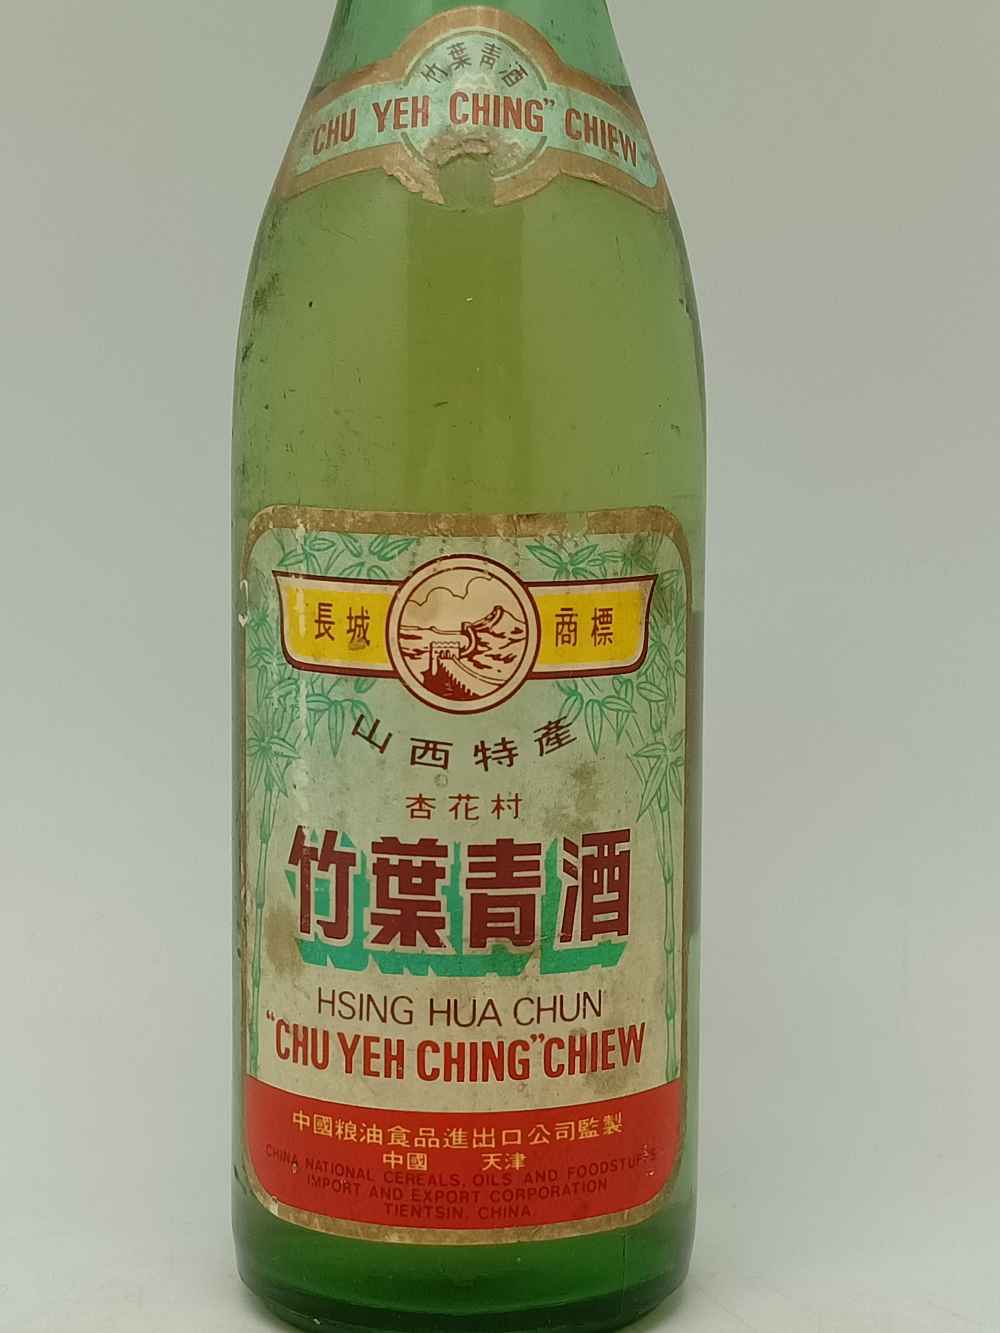 竹葉青酒
"CHU YEH CHING" CHIEW
長城 商標
山西特產
杏花村
竹葉青酒
HSING HUA CHUN
"CHU YEH CHING" CHIEW
中國粮油食品進出口公司監製
中國 天津
CHINA NATIONAL CEREALS, OILS AND FOODSTUFFS
IMPORT AND EXPORT CORPORATION
TIENTSIN, CHINA.